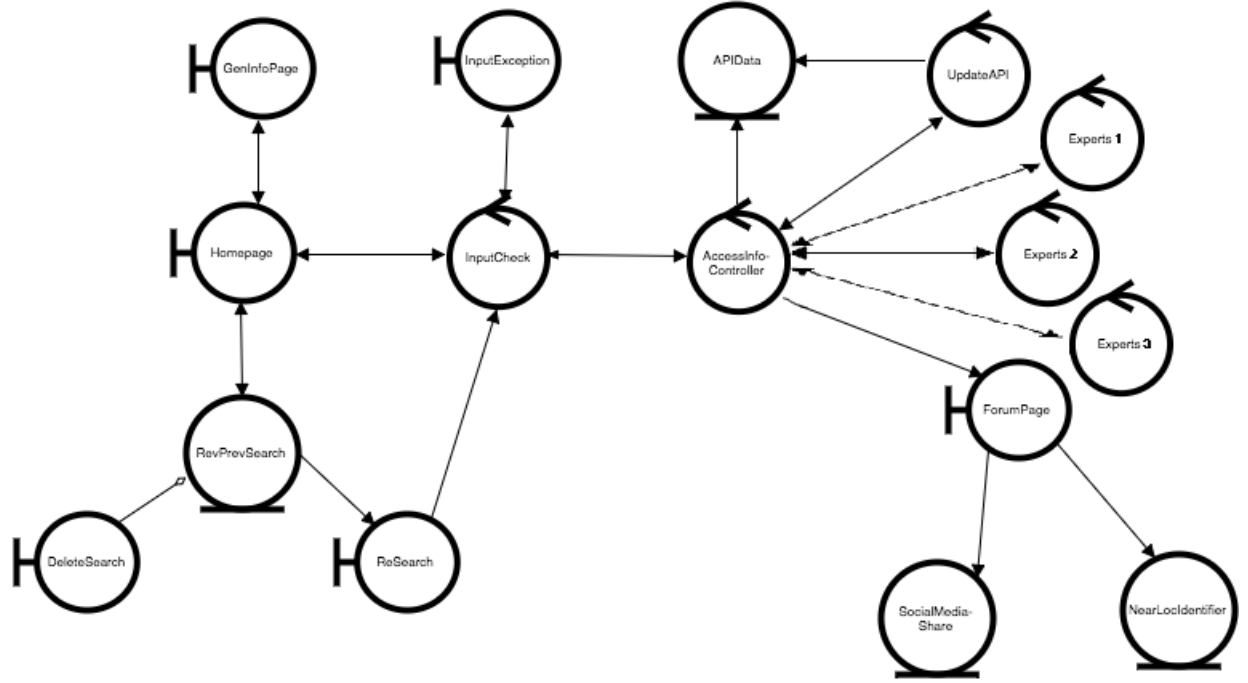 GenInfoPage
InputException
APIData
UpdateAPI
Experts 1
Homepage
InputCheck
AccessInfo-
Controller
Experts 2
Experts 3
ForumPage
RevPrevSearch
DeleteSearch
ReSearch
SocialMedia-
Share
NearLocIdentifier